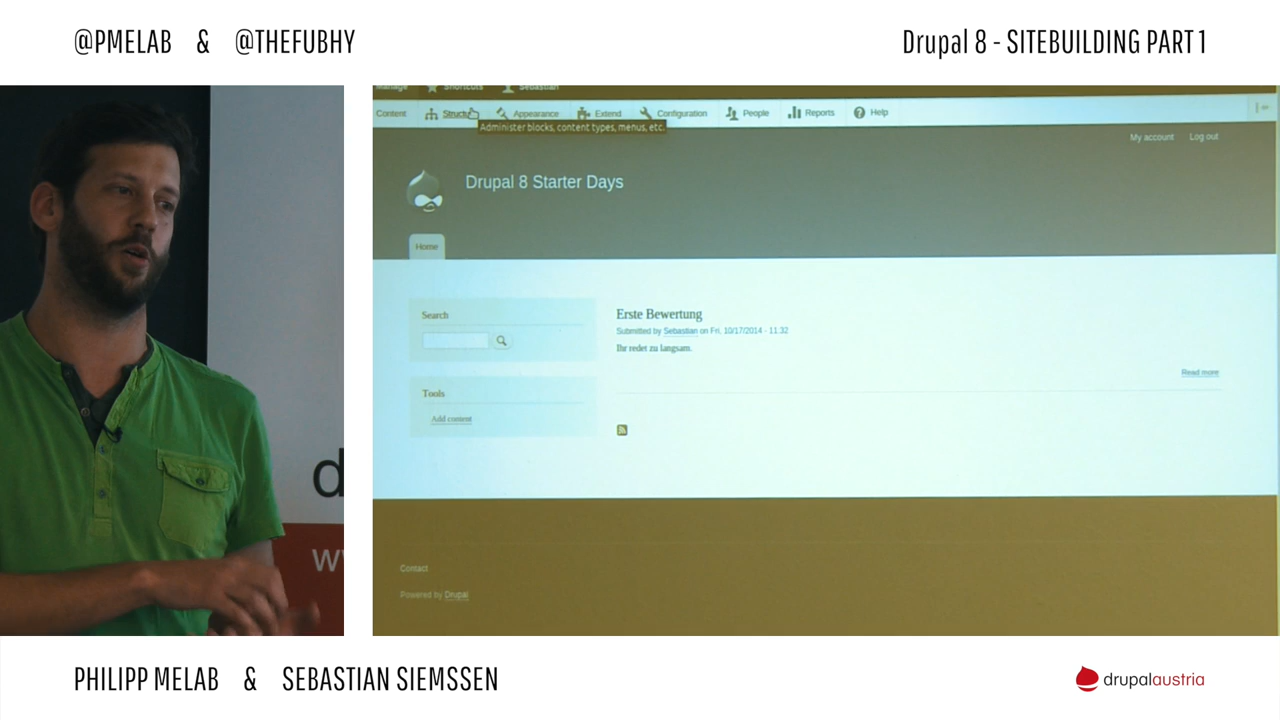 @PMELAB & @THEFUBHY
Drupal 8 - SITEBUILDING PART 1
Manage Shortcuts Sebastian
Content Structure Appearance Extend Configuration People Reports Help
Administer blocks, content types, menus, etc.
My account Log out
Drupal 8 Starter Days
Home
Search
Erste Bewertung
Submitted by Sebastian on Fri, 10/17/2014 - 11:32
Ihr redet zu langsam.
Read more
Tools
Add content
Contact
Powered by Drupal
d
w
PHILIPP MELAB & SEBASTIAN SIEMSSEN
drupalaustria